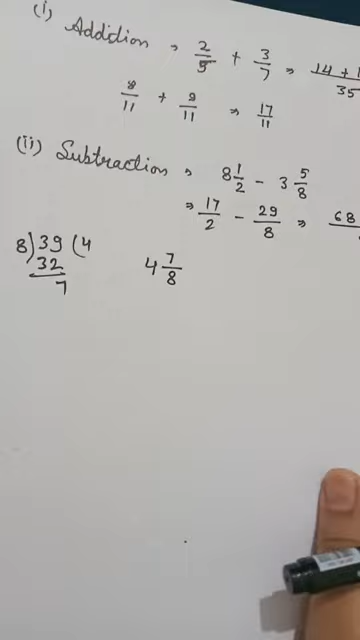 (i) Addition ⇒ 2/5 + 3/7 ⇒ 14 + 1 / 35
8/11 + 9/11 ⇒ 17/11
(ii) Subtraction ⇒ 8 1/2 - 3 5/8
⇒ 17/2 - 29/8 ⇒ 68
8)39(4
32
7
4 7/8